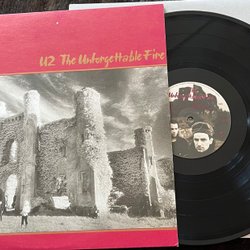 U2 The Unforgettable Fire